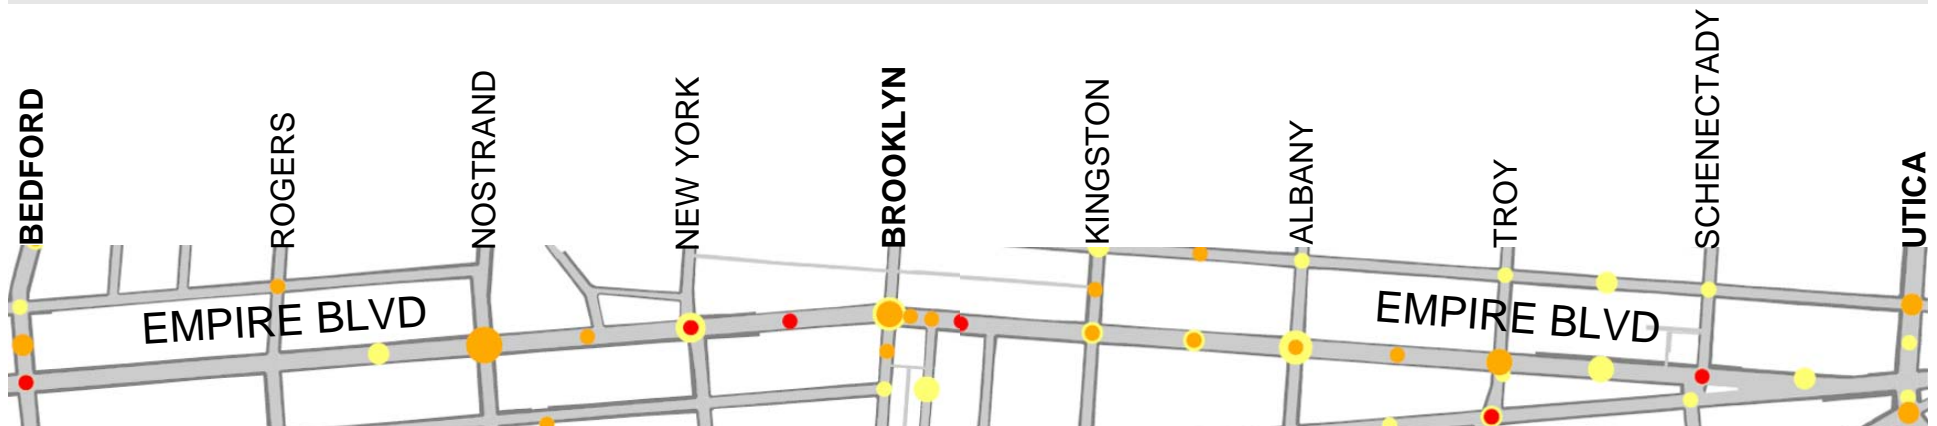 BEDFORD
ROGERS
NOSTRAND
NEW YORK
BROOKLYN
KINGSTON
ALBANY
TROY
SCHENECTADY
UTICA
EMPIRE BLVD
EMPIRE BLVD